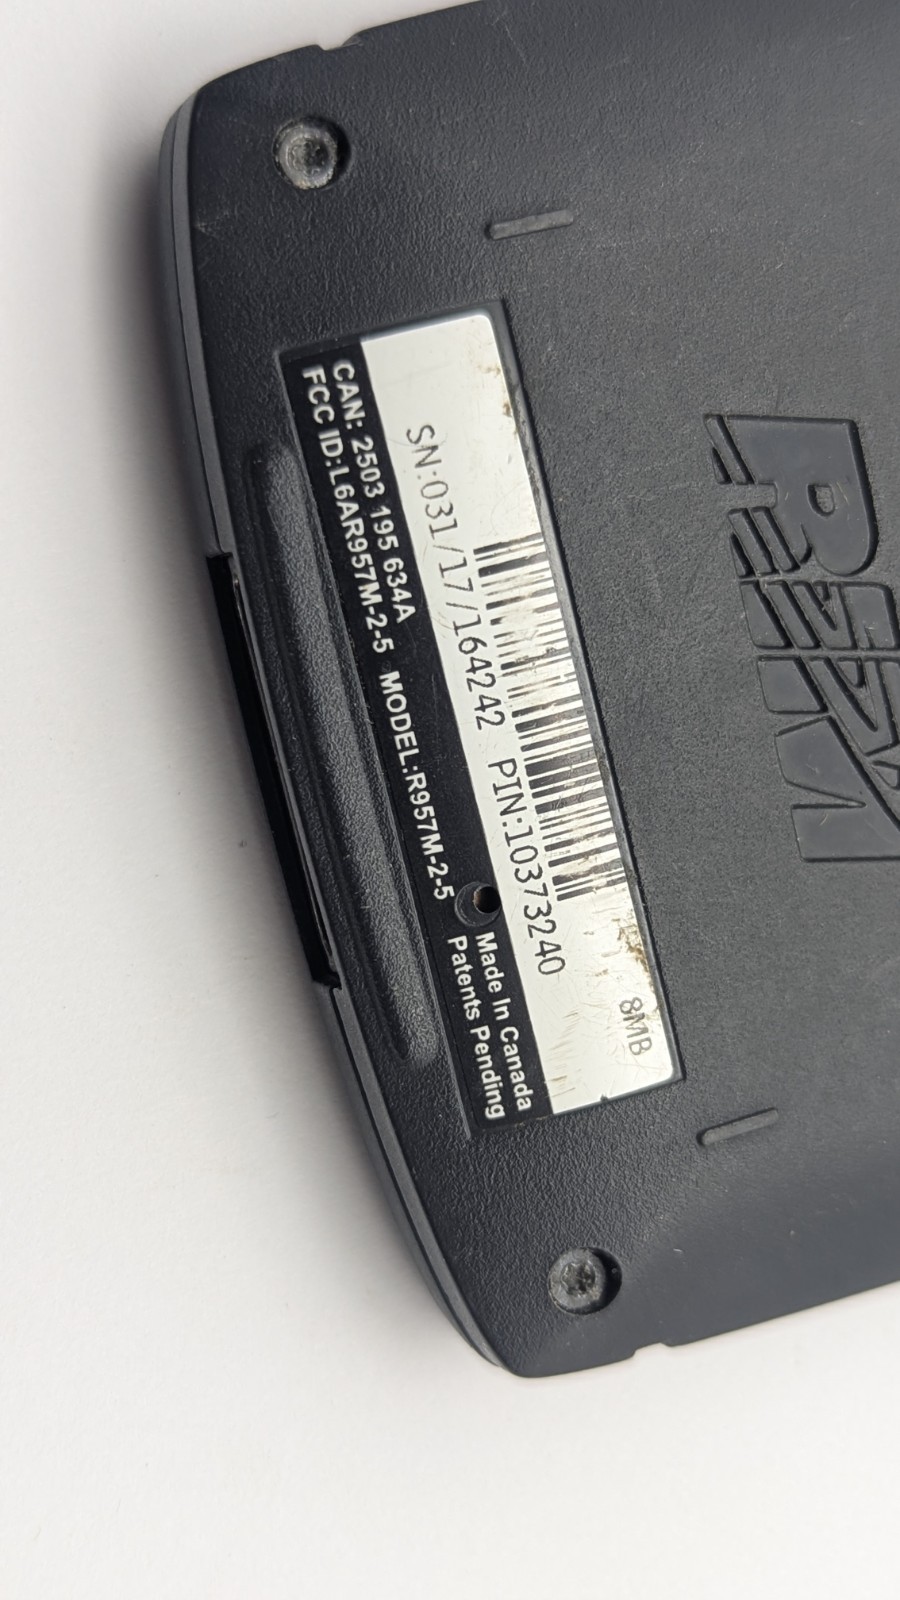 8MB
SN:031/17/164242 PIN:10373240
CAN: 2503 195 634A
FCC ID:L6AR957M-2-5 MODEL:R957M-2-5
Made In Canada
Patents Pending
RIM